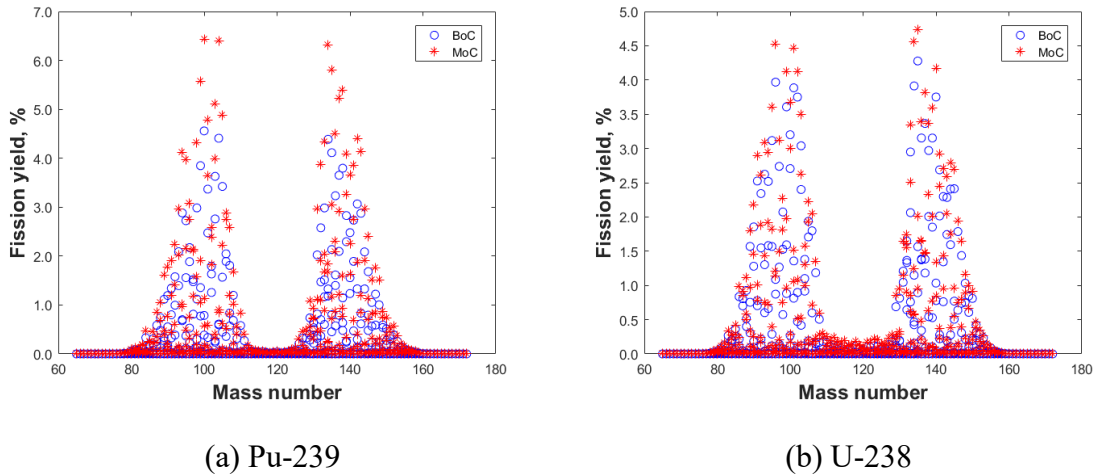 7.0
6.0
5.0
4.0
3.0
2.0
1.0
0.0
Fission yield, %
60 80 100 120 140 160 180
Mass number
BoC
MoC
(a) Pu-239
5.0
4.5
4.0
3.5
3.0
2.5
2.0
1.5
1.0
0.5
0.0
Fission yield, %
60 80 100 120 140 160 180
Mass number
BoC
MoC
(b) U-238